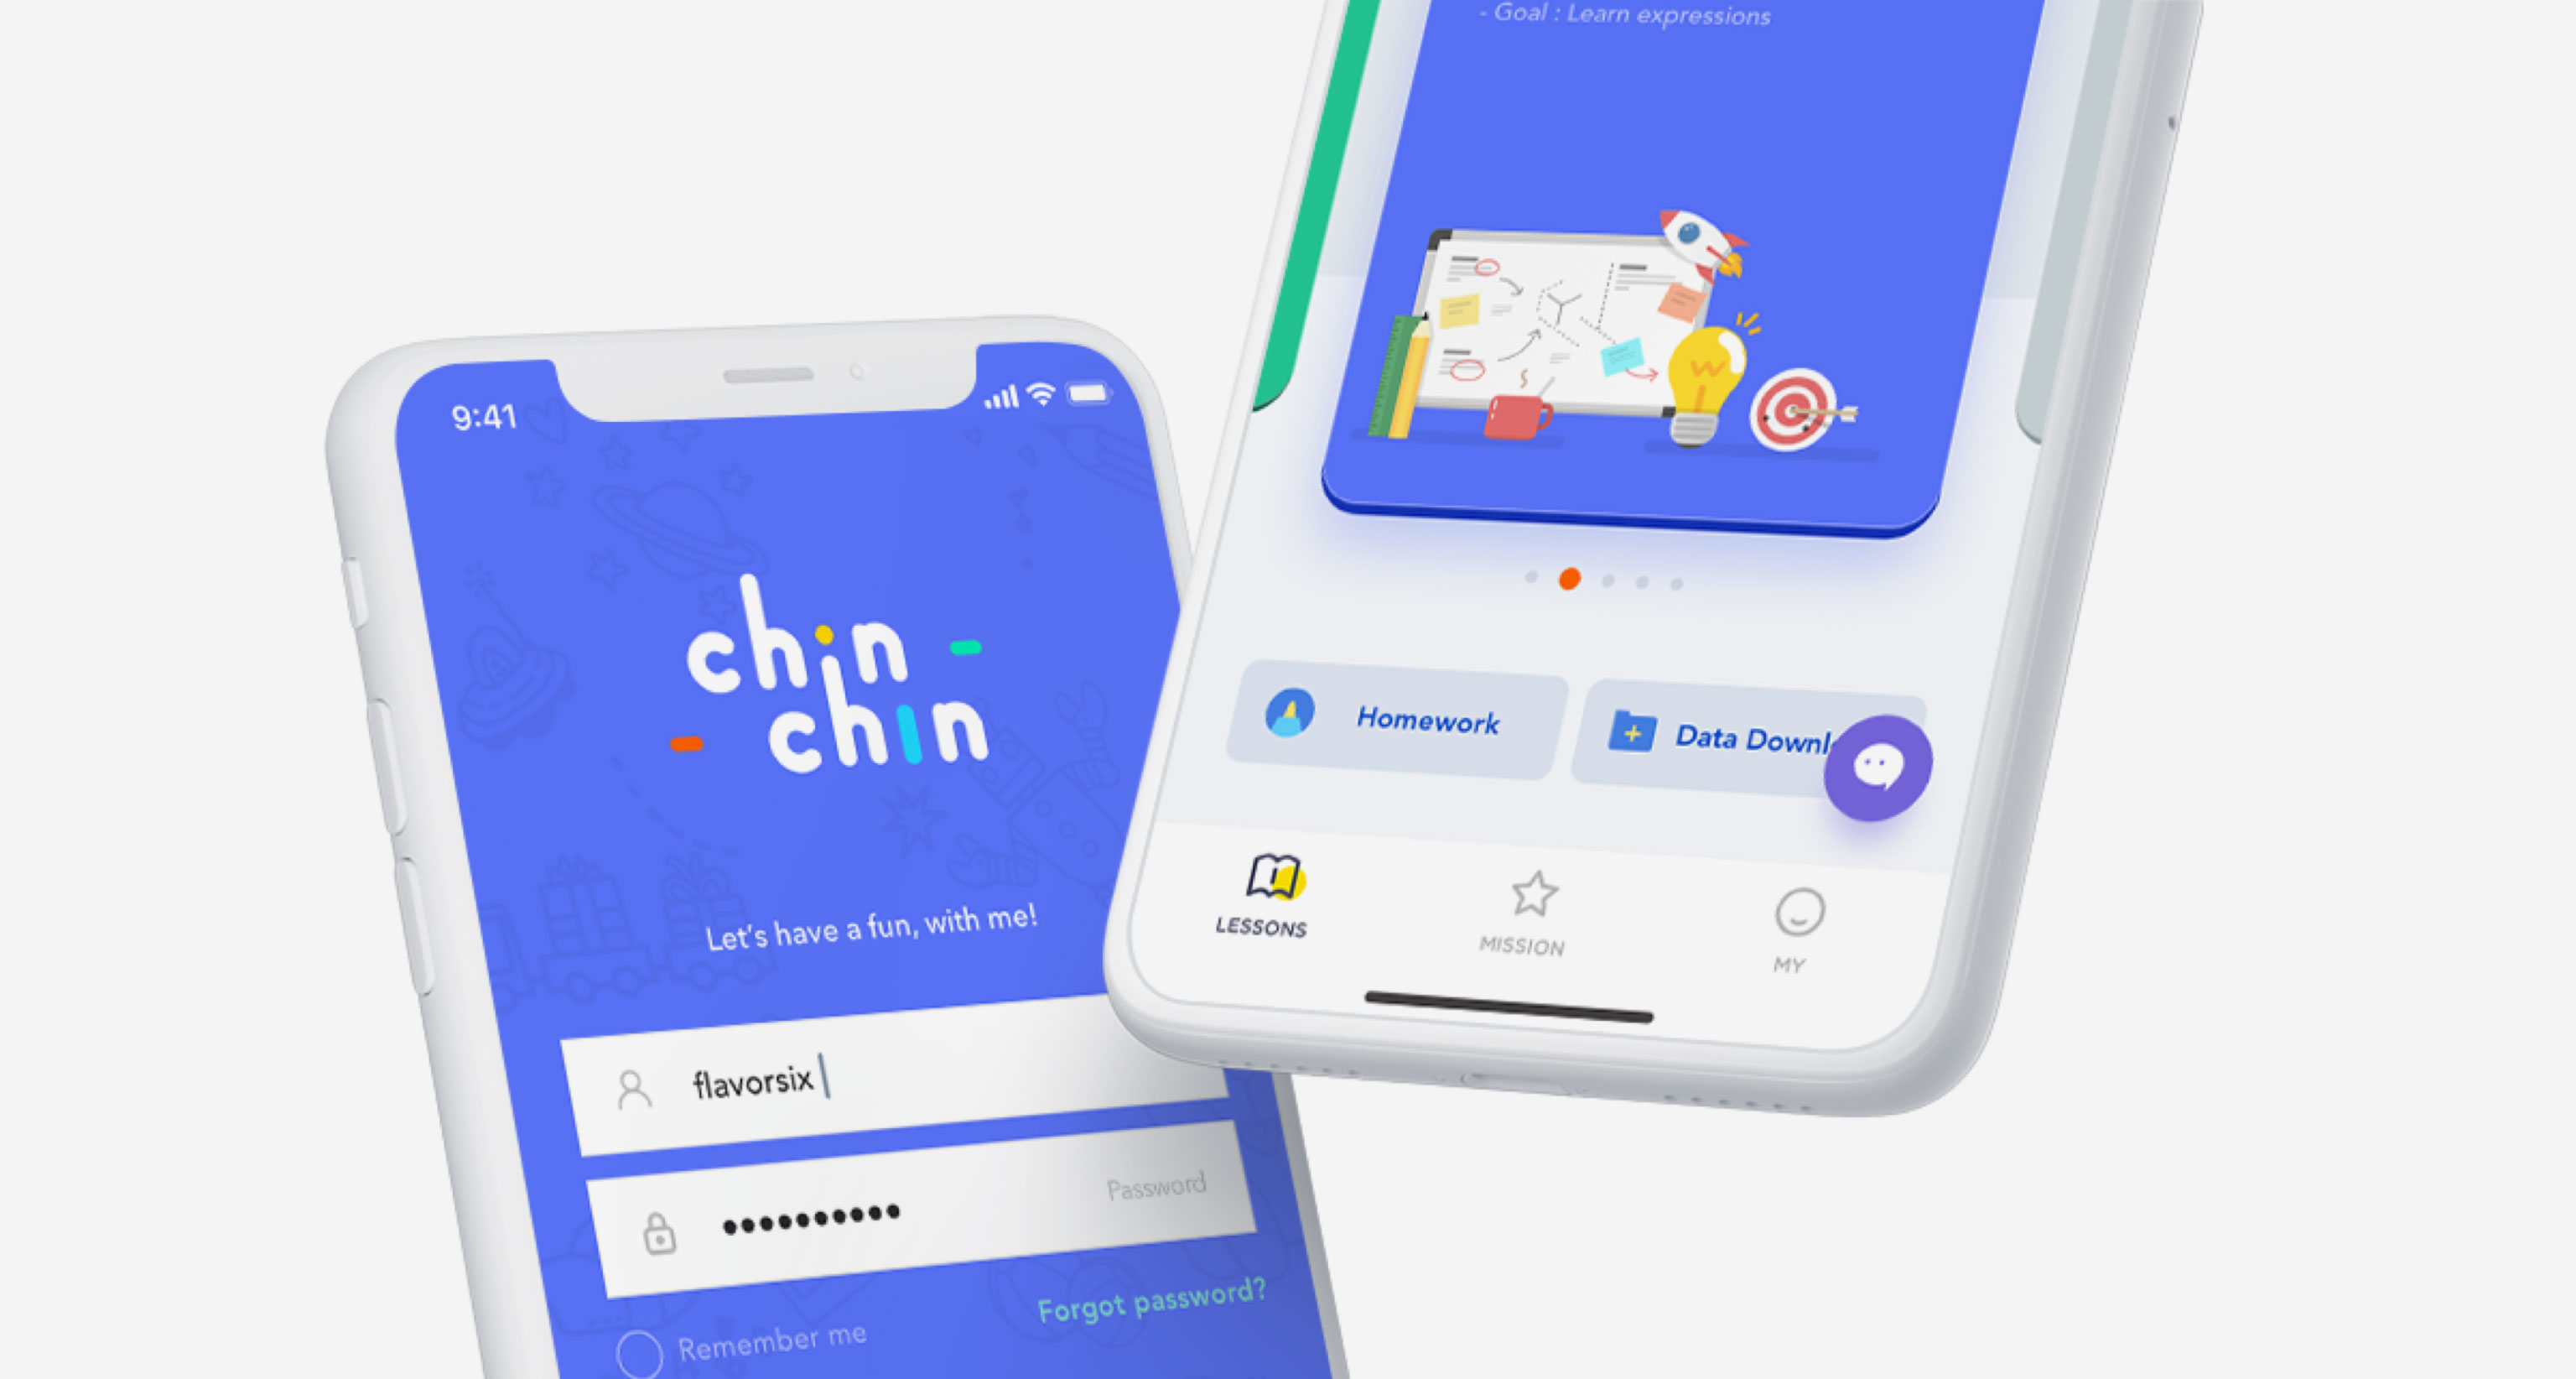 - Goal : Learn expressions
9:41
chin -
- chin
Let's have a fun, with me!
flavorsix
Password
Forgot password?
Remember me
Homework
Data Downl
LESSONS
MISSION
MY